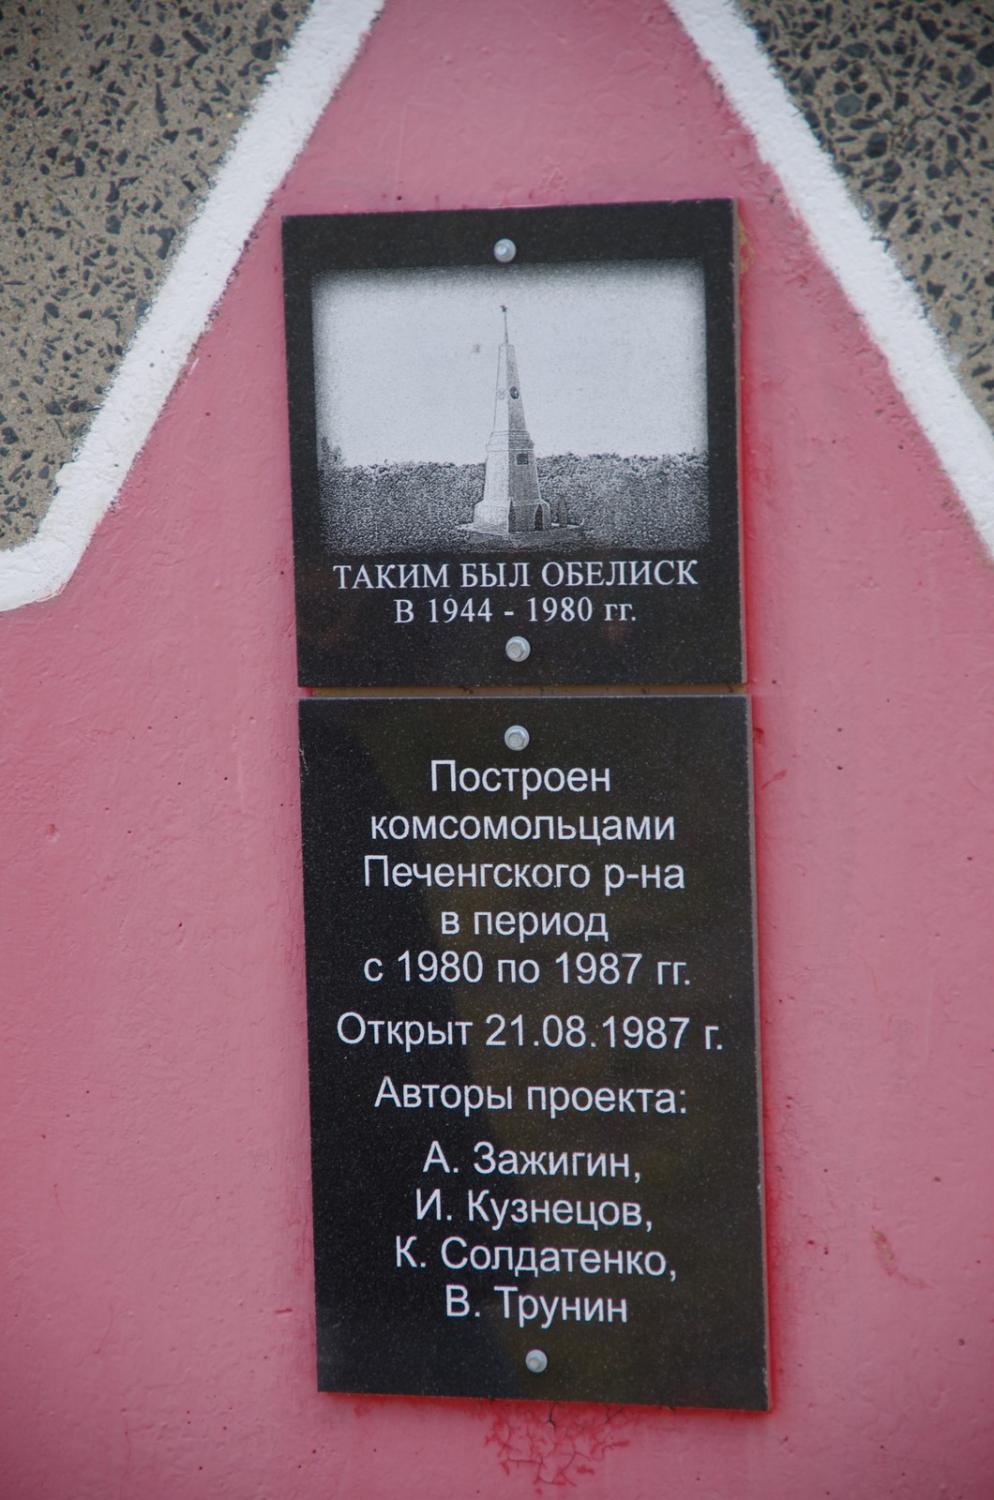 ТАКИМ БЫЛ ОБЕЛИСК
В 1944 - 1980 гг.
Построен
комсомольцами
Печенгского р-на
в период
с 1980 по 1987 гг.
Открыт 21.08.1987 г.
Авторы проекта:
А. Зажигин,
И. Кузнецов,
К. Солдатенко,
В. Трунин